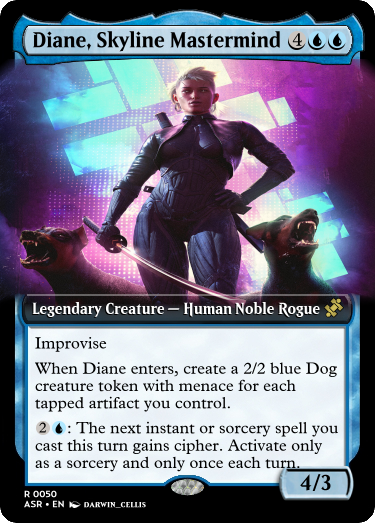 Diane, Skyline Mastermind 4
Legendary Creature — Human Noble Rogue
Improvise
When Diane enters, create a 2/2 blue Dog
creature token with menace for each
tapped artifact you control.
2: The next instant or sorcery spell you
cast this turn gains cipher. Activate only
as a sorcery and only once each turn.
4/3
R 0050
ASR • EN DARWIN_CELLIS